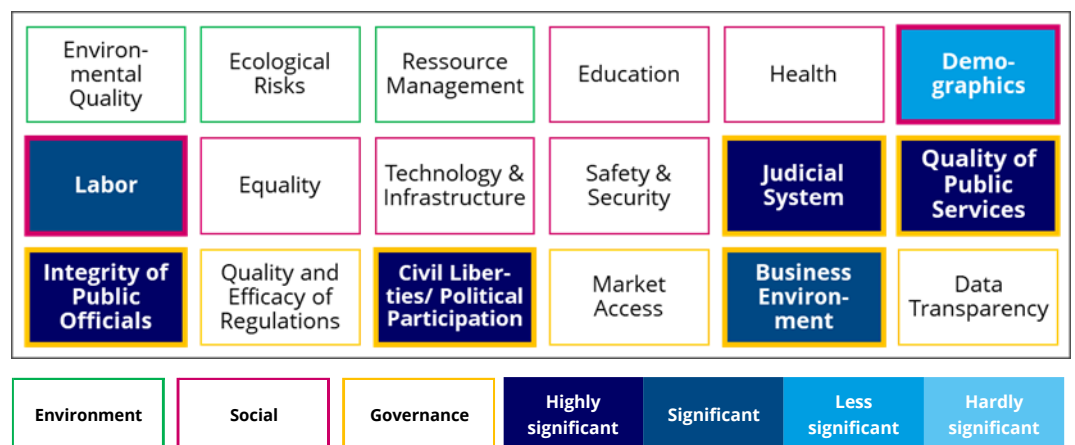 Environ-
mental
Quality
Ecological
Risks
Ressource
Management
Education
Health
Demo-
graphics
Labor
Equality
Technology &
Infrastructure
Safety &
Security
Judicial
System
Quality of
Public
Services
Integrity of
Public
Officials
Quality and
Efficacy of
Regulations
Civil Liber-
ties/ Political
Participation
Market
Access
Business
Environ-
ment
Data
Transparency
Environment
Social
Governance
Highly
significant
Significant
Less
significant
Hardly
significant